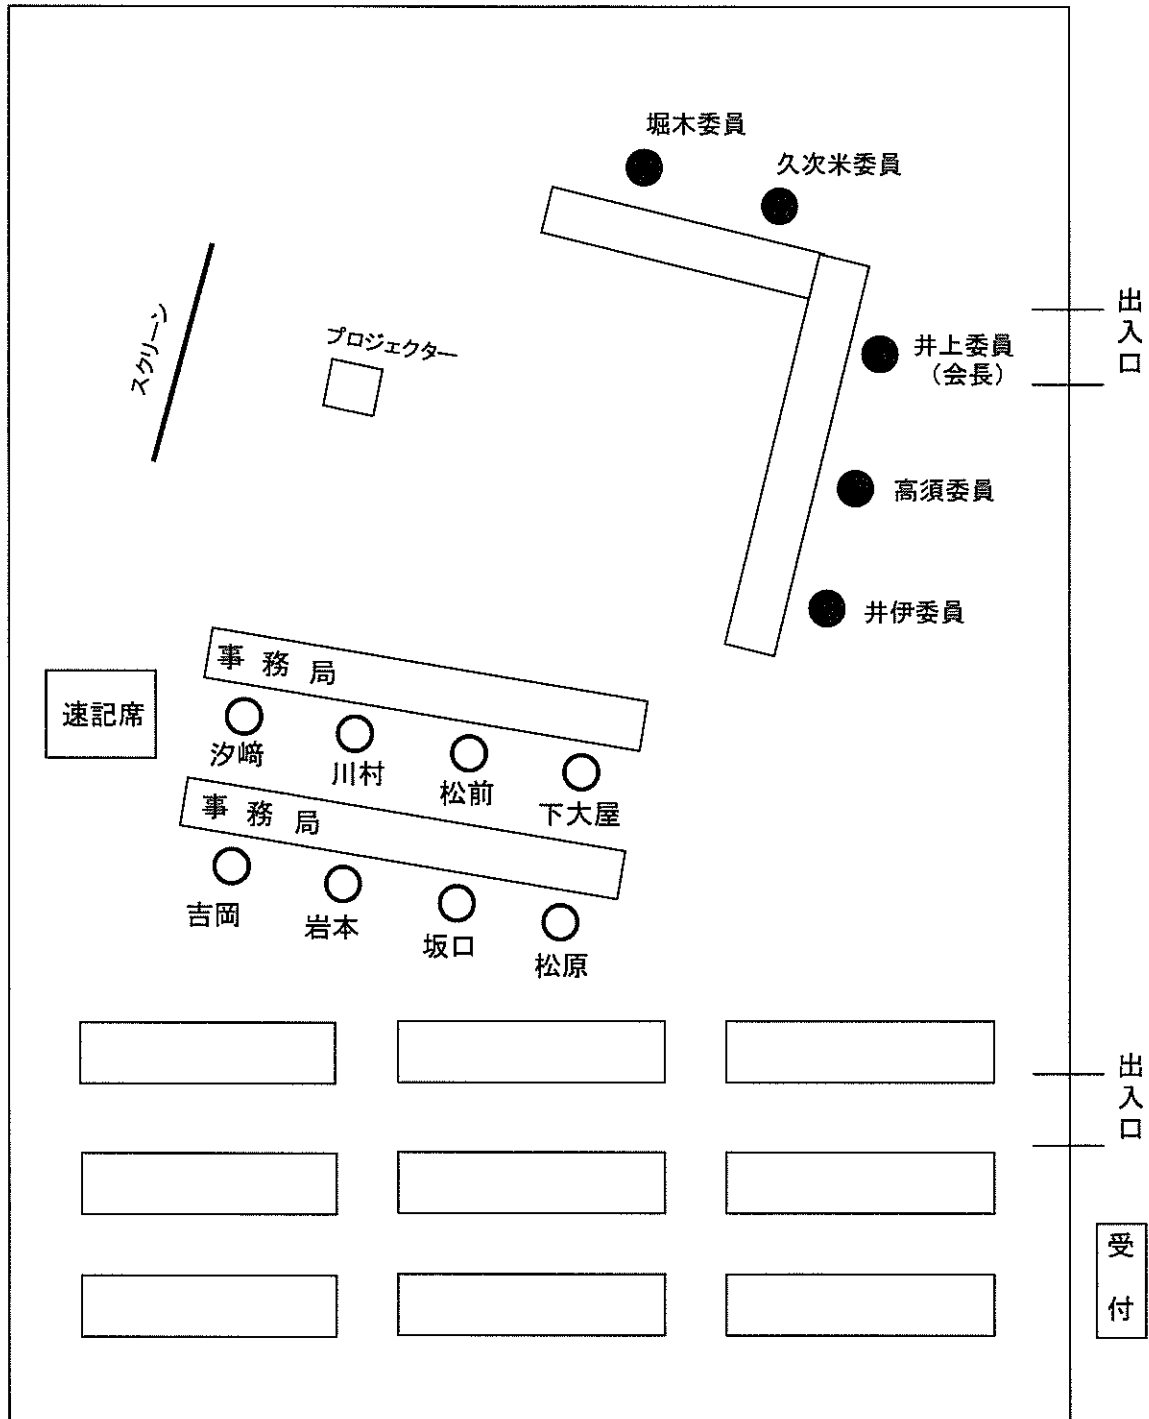 堀木委員
久次米委員
出入口
井上委員
（会長）
プロジェクター
スクリーン
高須委員
井伊委員
事務局
速記席
汐﨑
川村
松前
下大屋
事務局
吉岡
岩本
坂口
松原
出入口
受付